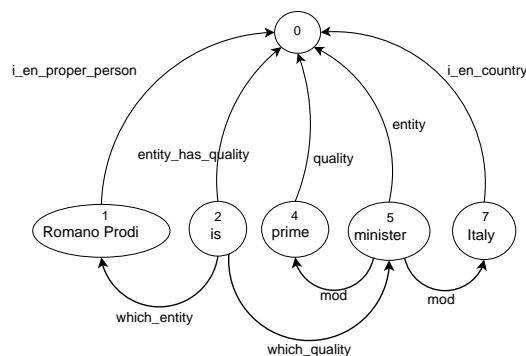 0
i_en_proper_person
i_en_country
entity
entity_has_quality
quality
1
Romano Prodi
2
is
4
prime
5
minister
7
Italy
mod
mod
which_entity
which_quality